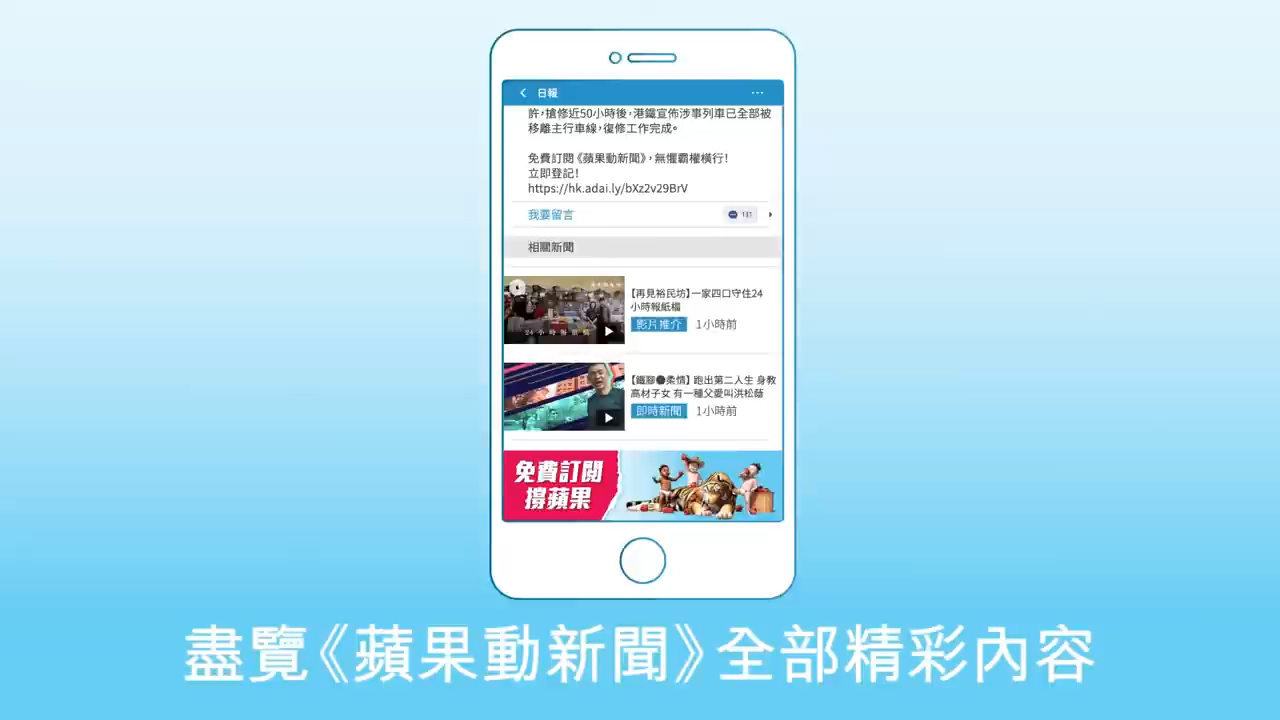 日報
許，搶修近50小時後，港鐵宣佈涉事列車已全部被
移離主行車線，復修工作完成。
免費訂閱《蘋果動新聞》，無懼霸權橫行！
立即登記！
https://hk.adai.ly/bXz2v29BrV
我要留言
131
相關新聞
【再見裕民坊】一家四口守住24
小時報紙檔
影片推介 1小時前
24小時報紙檔
【鐵腳●柔情】 跑出第二人生 身教
高材子女 有一種父愛叫洪松蔭
即時新聞 1小時前
免費訂閱
撐蘋果
盡覽《蘋果動新聞》全部精彩內容